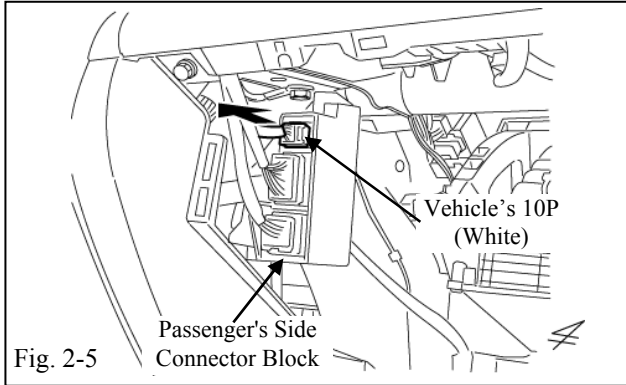 Vehicle's 10P
(White)
Passenger's Side
Connector Block
Fig. 2-5